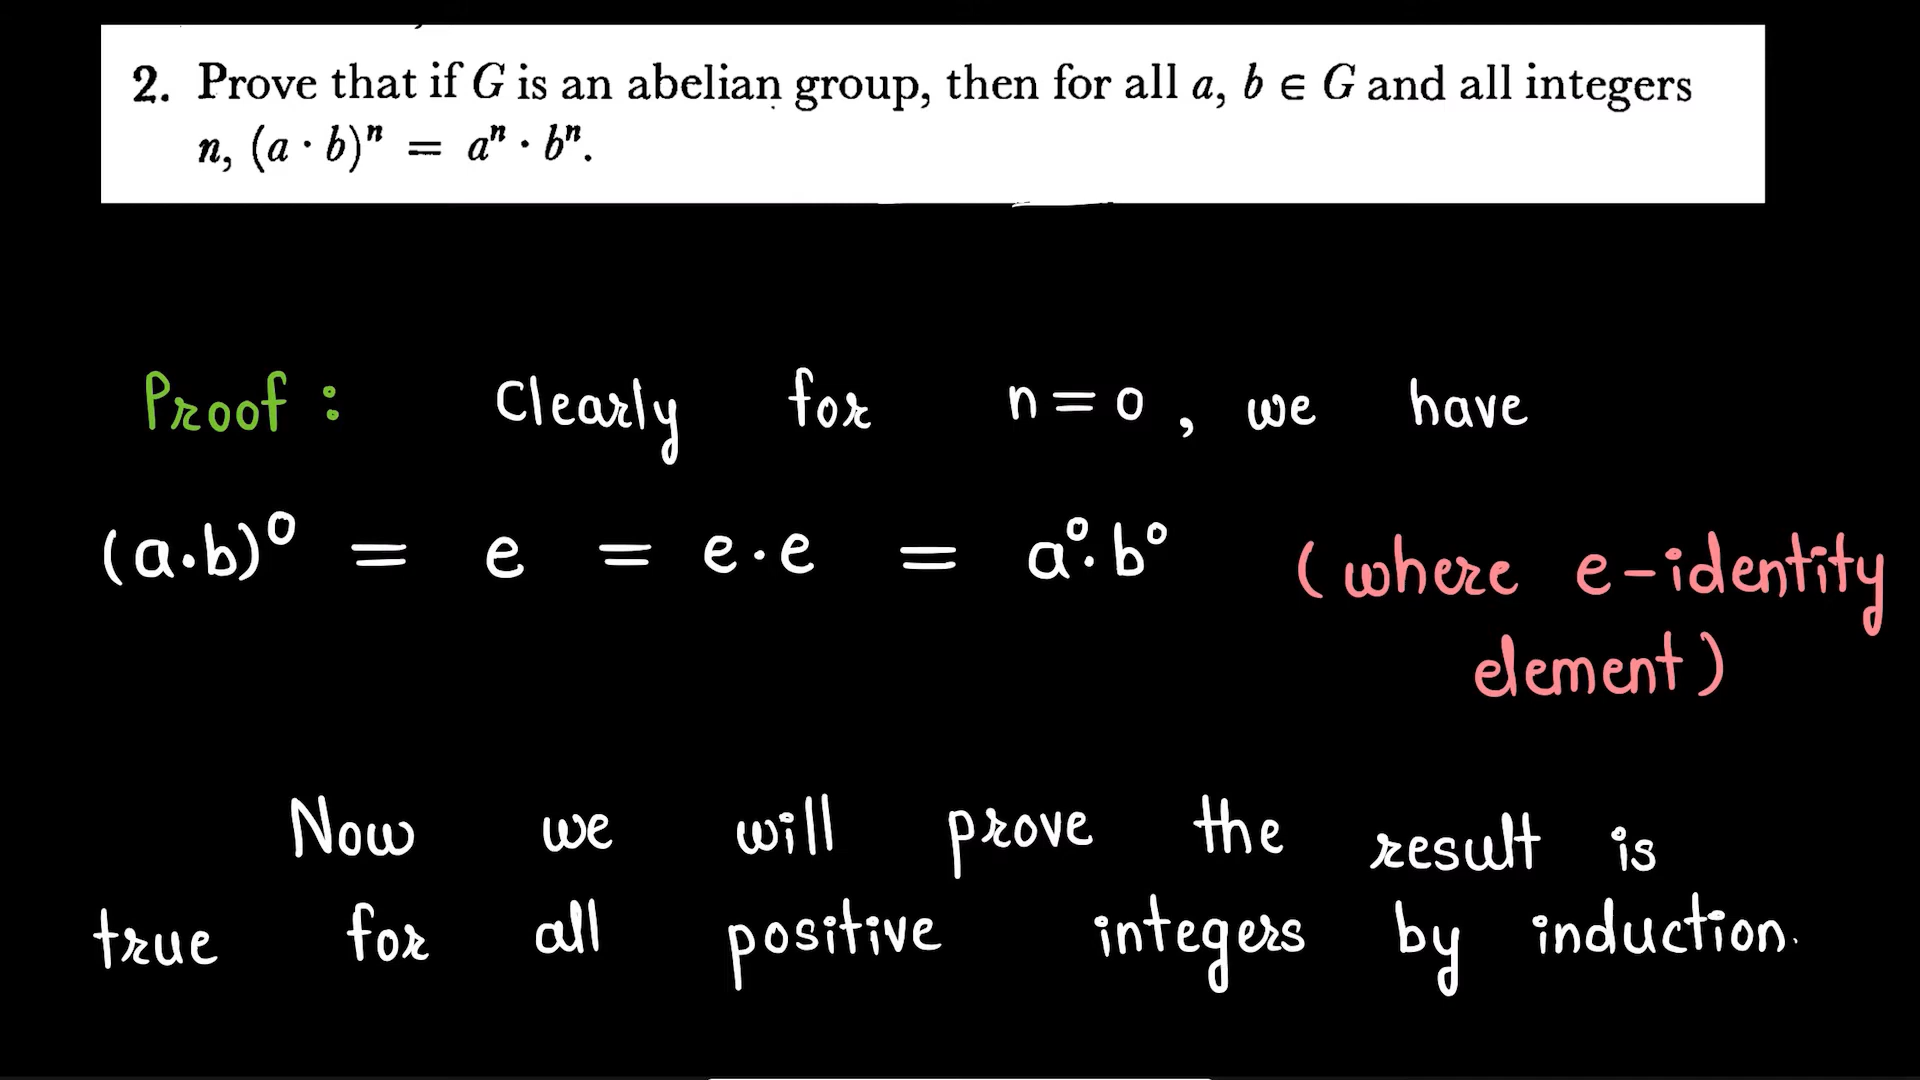 2. Prove that if G is an abelian group, then for all a, b ∈ G and all integers
n, (a · b)ⁿ = aⁿ · bⁿ.
Proof : Clearly for n = 0 , we have
(a.b)⁰ = e = e.e = a⁰.b⁰ (where e-identity
element)
Now we will prove the result is
true for all positive integers by induction.